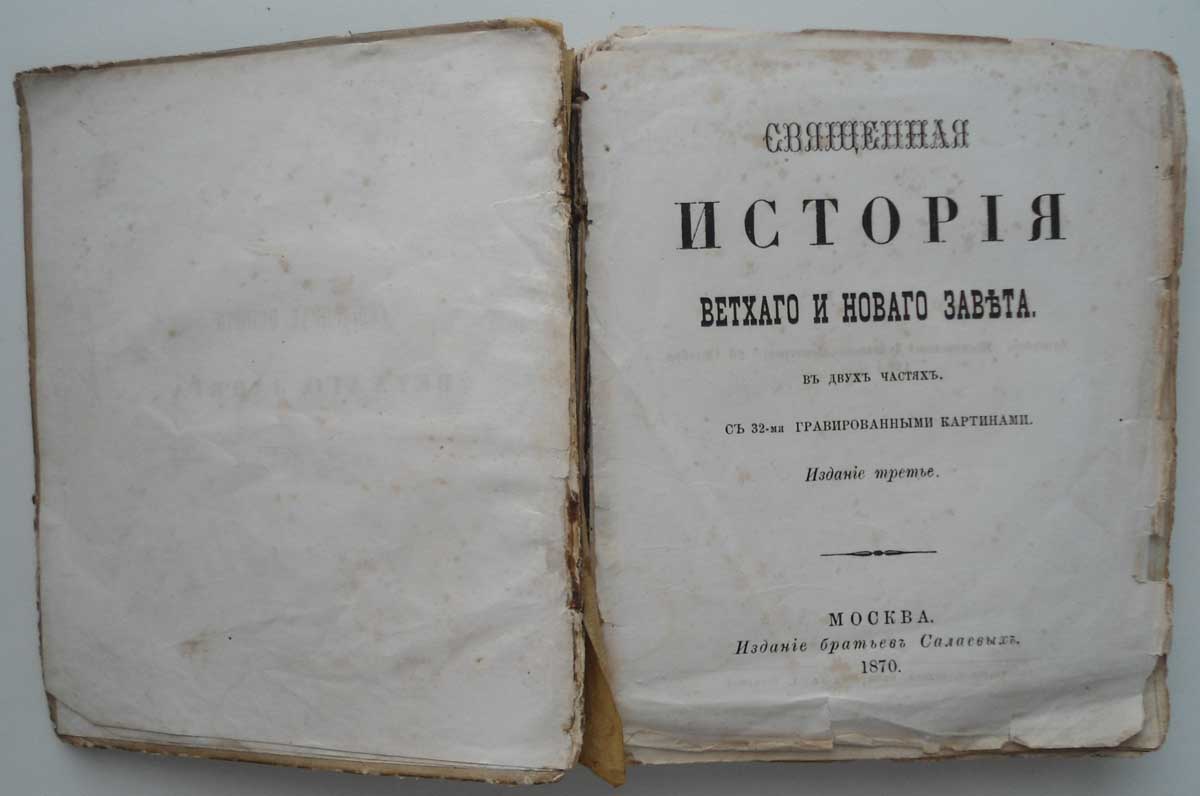 СВЯЩЕННАЯ
ИСТОРІЯ
ВЕТХАГО И НОВАГО ЗАВѢТА.
ВЪ ДВУХЪ ЧАСТЯХЪ.
СЪ 32-мя ГРАВИРОВАННЫМИ КАРТИНАМИ.
Изданіе третье.
МОСКВА.
Изданіе братьевъ Салаевыхъ.
1870.